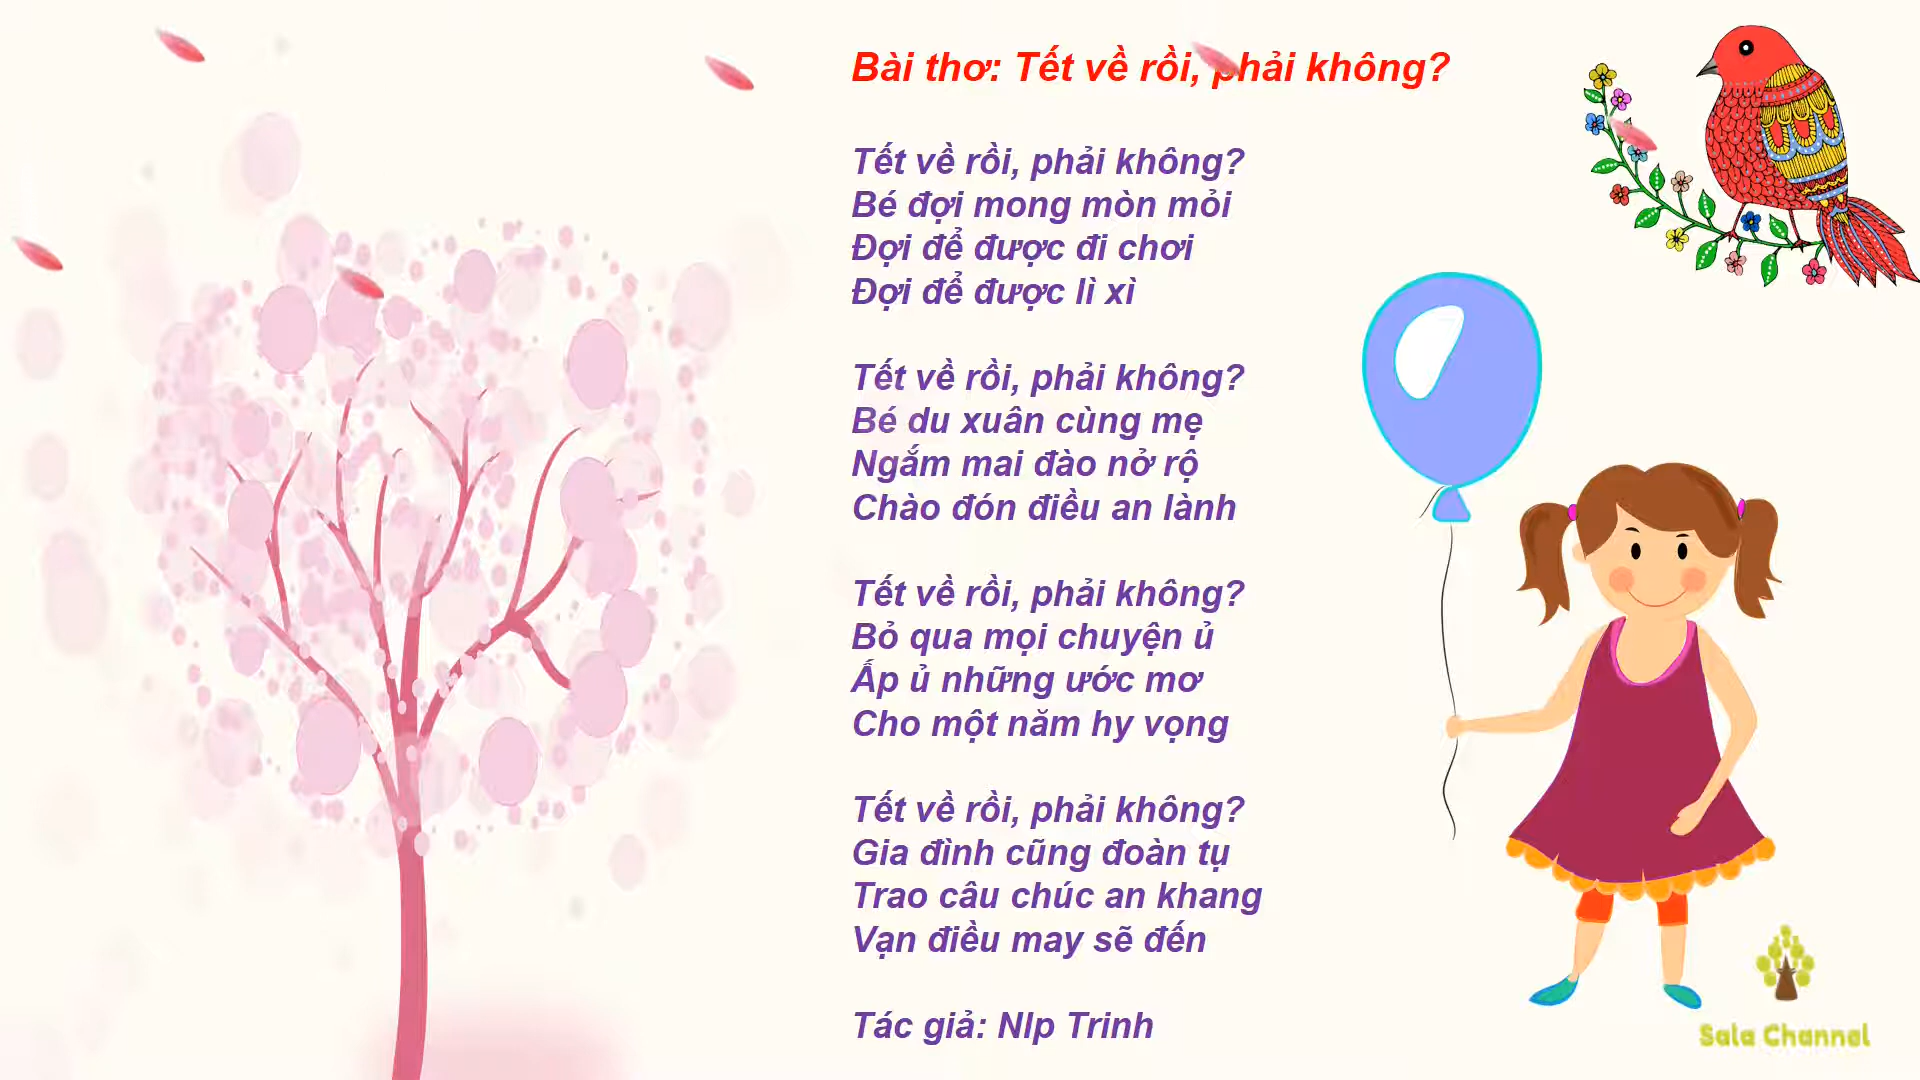 Bài thơ: Tết về rồi, phải không?
Tết về rồi, phải không?
Bé đợi mong mòn mỏi
Đợi để được đi chơi
Đợi để được lì xì
Tết về rồi, phải không?
Bé du xuân cùng mẹ
Ngắm mai đào nở rộ
Chào đón điều an lành
Tết về rồi, phải không?
Bỏ qua mọi chuyện ủ
Ấp ủ những ước mơ
Cho một năm hy vọng
Tết về rồi, phải không?
Gia đình cũng đoàn tụ
Trao câu chúc an khang
Vạn điều may sẽ đến
Tác giả: Nlp Trinh
Sala Channel